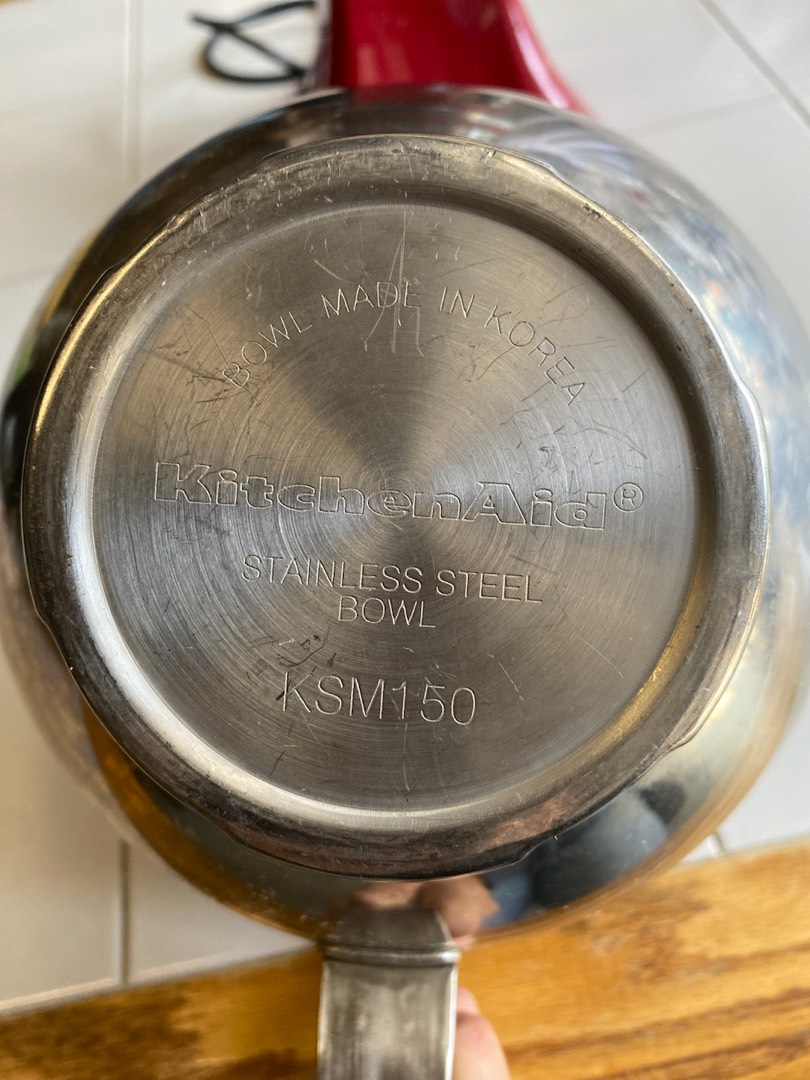 BOWL MADE IN KOREA
KitchenAid®
STAINLESS STEEL
BOWL
KSM150